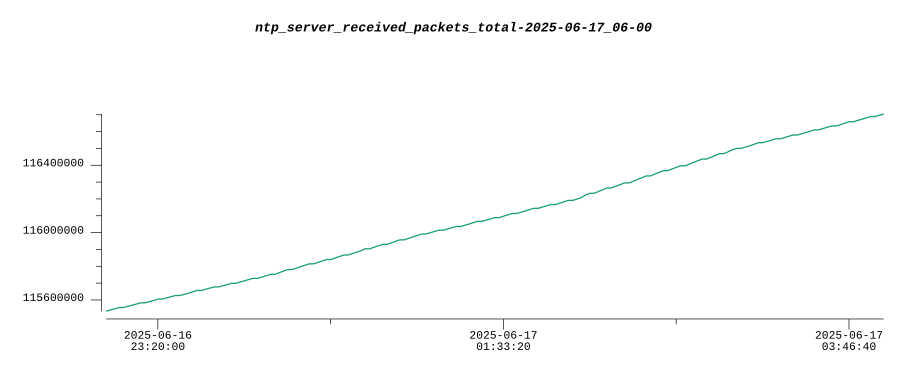 ntp_server_received_packets_total-2025-06-17_06-00
116400000
116000000
115600000
2025-06-16 2025-06-17 2025-06-17
23:20:00 01:33:20 03:46:40